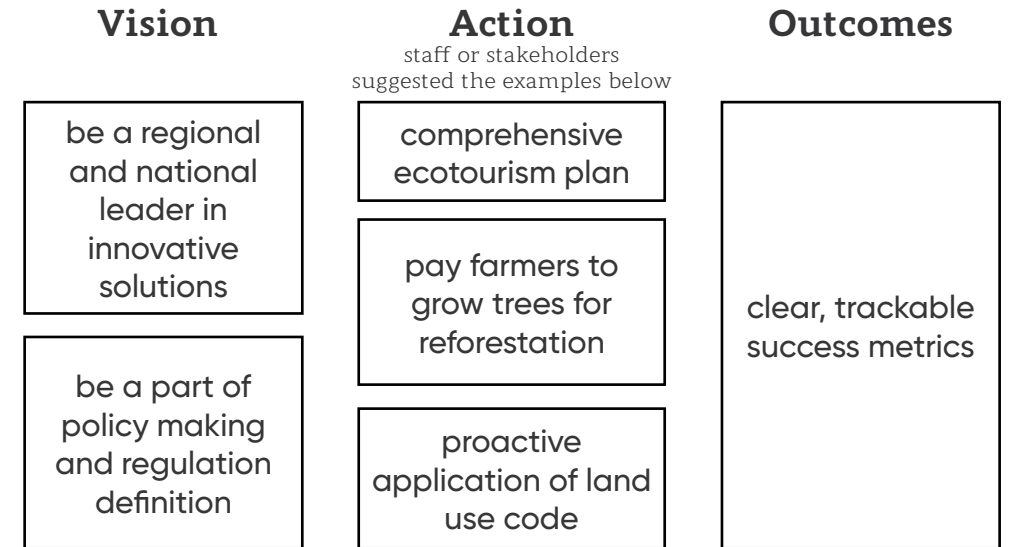 Vision
be a regional
and national
leader in
innovative
solutions
be a part of
policy making
and regulation
definition
Action
staff or stakeholders
suggested the examples below
comprehensive
ecotourism plan
pay farmers to
grow trees for
reforestation
proactive
application of land
use code
Outcomes
clear, trackable
success metrics